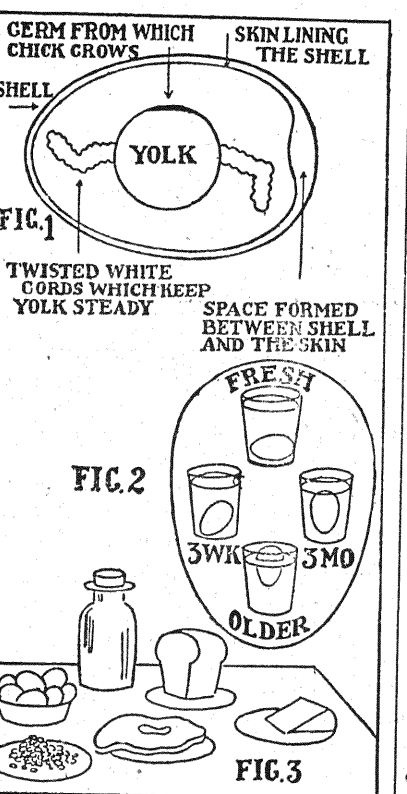 GERM FROM WHICH
CHICK GROWS
SKIN LINING
THE SHELL
SHELL
YOLK
FIG.1
TWISTED WHITE
CORDS WHICH KEEP
YOLK STEADY
SPACE FORMED
BETWEEN SHELL
AND THE SKIN
FRESH
FIG.2
3WK
3MO
OLDER
FIG.3